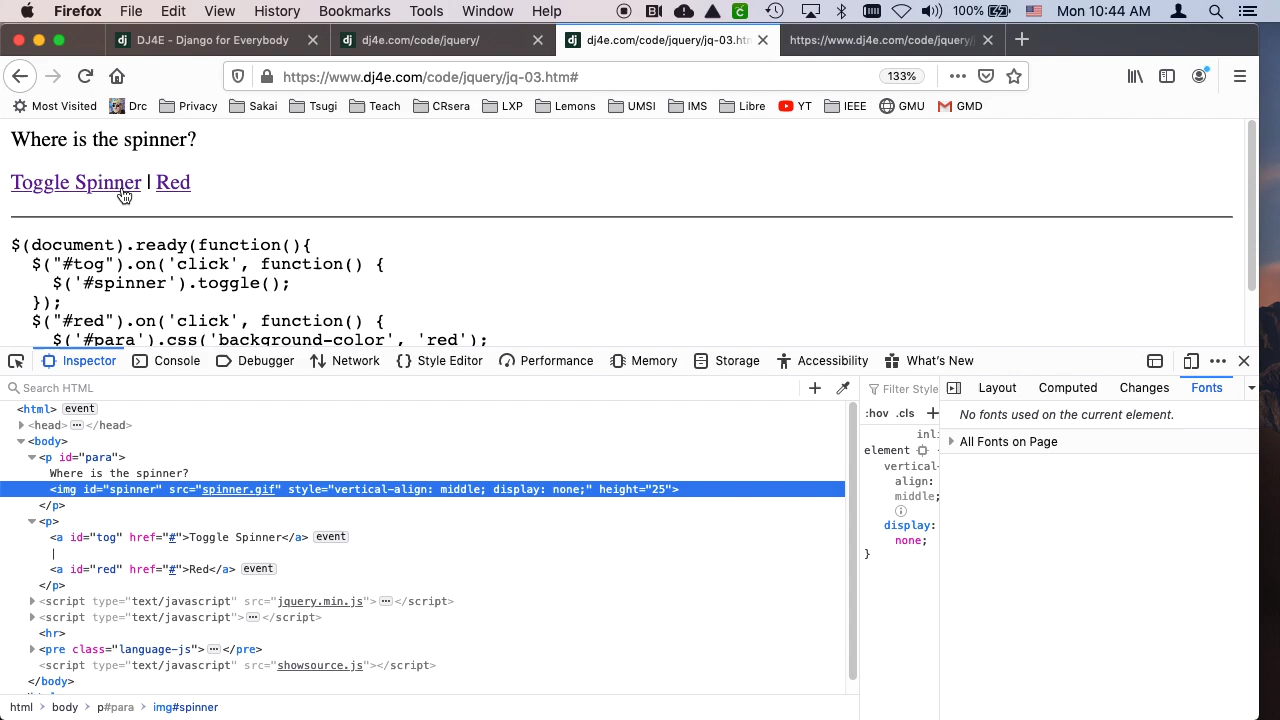 Firefox File Edit View History Bookmarks Tools Window Help 100% Mon 10:44 AM
DJ4E - Django for Everybody dj4e.com/code/jquery/ dj4e.com/code/jquery/jq-03.htm https://www.dj4e.com/code/jquery/
https://www.dj4e.com/code/jquery/jq-03.htm# 133%
Most Visited Drc Privacy Sakai Tsugi Teach CRsera LXP Lemons UMSI IMS Libre YT IEEE GMU GMD
Where is the spinner?
Toggle Spinner | Red
$(document).ready(function(){
$("#tog").on('click', function() {
$('#spinner').toggle();
});
$("#red").on('click', function() {
$('#para').css('background-color', 'red');
Inspector Console Debugger Network Style Editor Performance Memory Storage Accessibility What's New
Search HTML Filter Style Layout Computed Changes Fonts
<html> event :hov .cls + No fonts used on the current element.
<head> ••• </head>
<body>
<p id="para">
Where is the spinner?
<img id="spinner" src="spinner.gif" style="vertical-align: middle; display: none;" height="25">
</p>
<p>
<a id="tog" href="#">Toggle Spinner</a> event
|
<a id="red" href="#">Red</a> event
</p>
<script type="text/javascript" src="jquery.min.js"> ••• </script>
<script type="text/javascript"> ••• </script>
<hr>
<pre class="language-js"> ••• </pre>
<script type="text/javascript" src="showsource.js"></script>
</body>
html > body > p#para > img#spinner
element {
vertical-
align:
middle;
display:
none;
}
All Fonts on Page